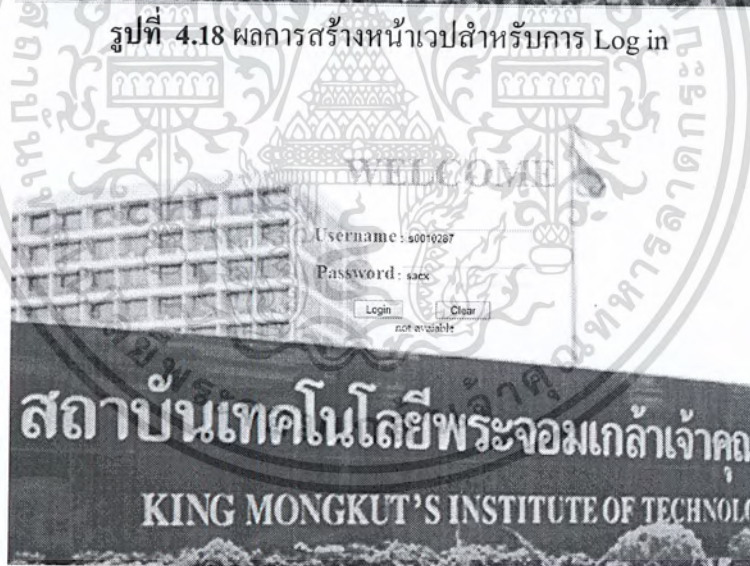 รูปที่ 4.18 ผลการสร้างหน้าเวปสำหรับการ Log in
WELCOME
Username : s0010287
Password : sacx
Login Clear
not avaiable
สถาบันเทคโนโลยีพระจอมเกล้าเจ้าคุณ
KING MONGKUT'S INSTITUTE OF TECHNOLO